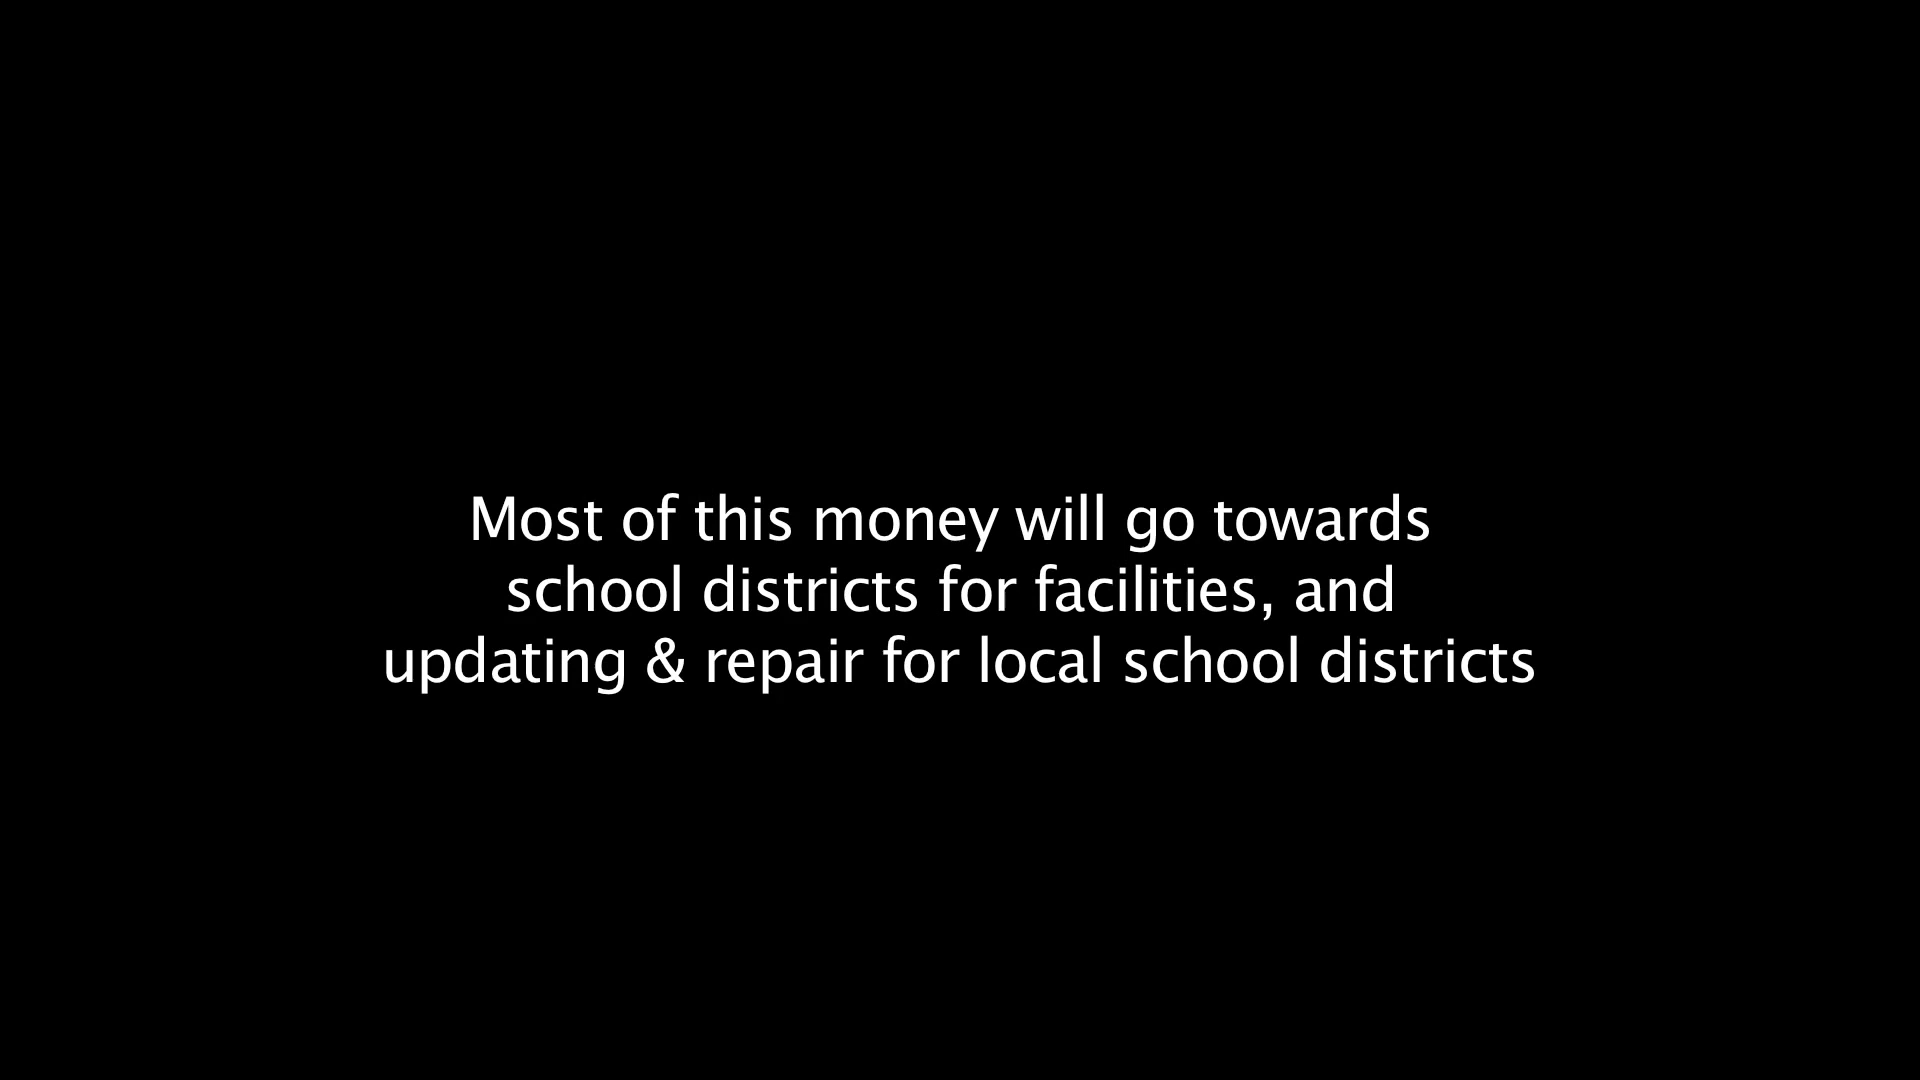 Most of this money will go towards
school districts for facilities, and
updating & repair for local school districts